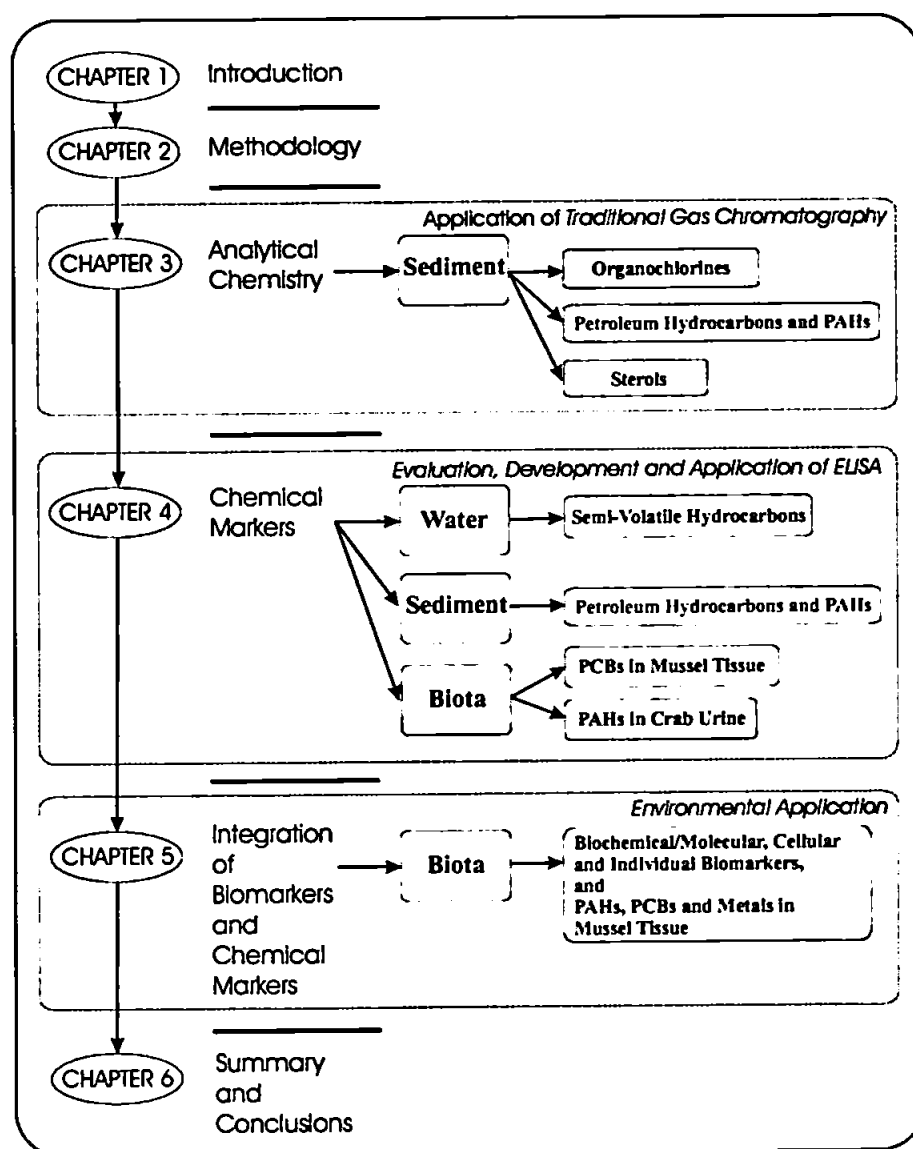 CHAPTER 1
Introduction
CHAPTER 2
Methodology
Application of Traditional Gas Chromatography
CHAPTER 3
Analytical
Chemistry
Sediment
Organochlorines
Petroleum Hydrocarbons and PAHs
Sterols
Evaluation, Development and Application of ELISA
CHAPTER 4
Chemical
Markers
Water
Semi-Volatile Hydrocarbons
Sediment
Petroleum Hydrocarbons and PAHs
Biota
PCBs in Mussel Tissue
PAHs in Crab Urine
Environmental Application
CHAPTER 5
Integration
of
Biomarkers
and
Chemical
Markers
Biota
Biochemical/Molecular, Cellular
and Individual Biomarkers,
and
PAHs, PCBs and Metals in
Mussel Tissue
CHAPTER 6
Summary
and
Conclusions